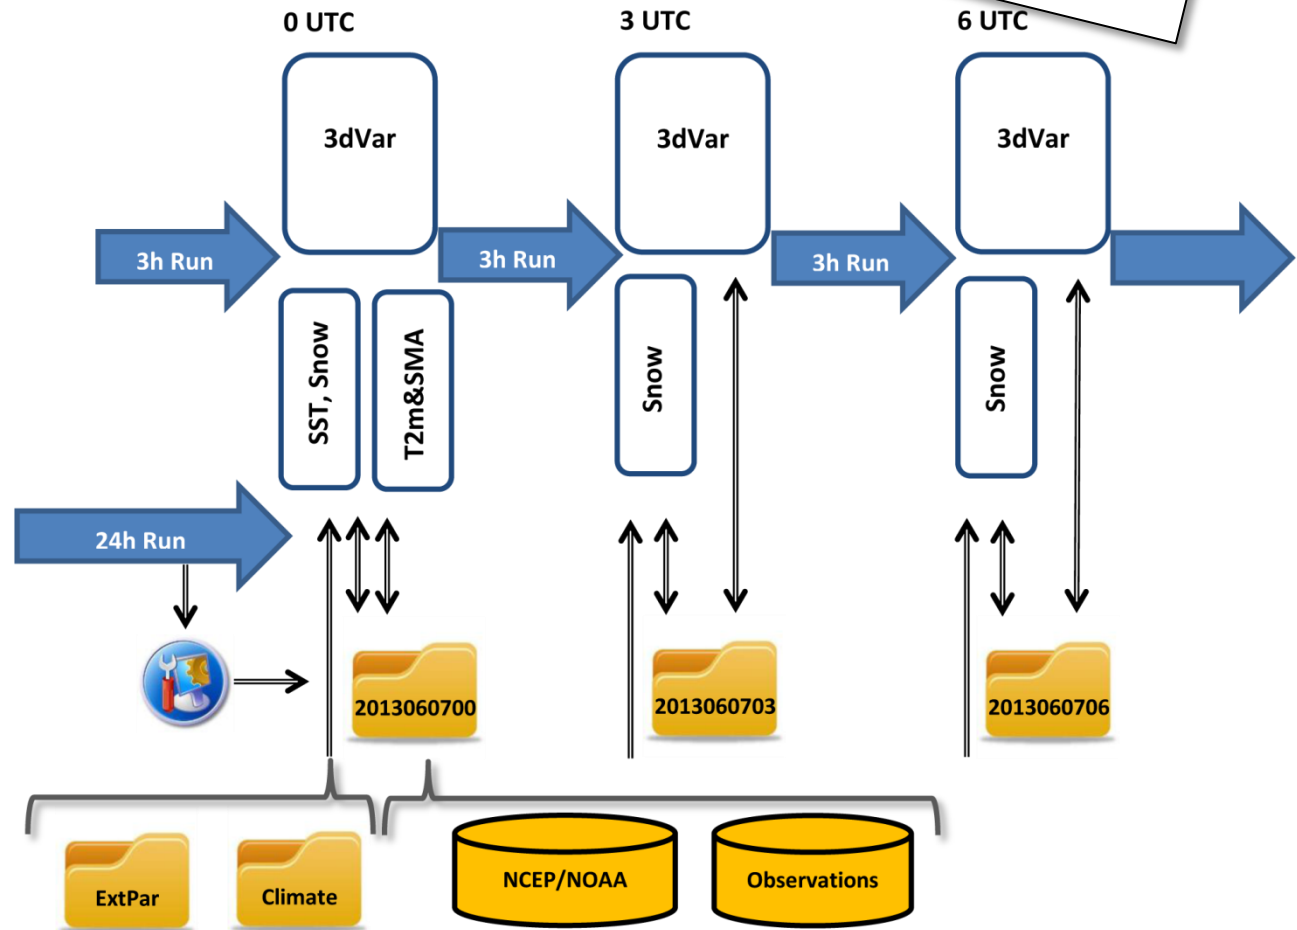 0 UTC
3 UTC
6 UTC
3dVar
3dVar
3dVar
3h Run
3h Run
3h Run
SST, Snow
T2m&SMA
Snow
Snow
24h Run
2013060700
2013060703
2013060706
ExtPar
Climate
NCEP/NOAA
Observations